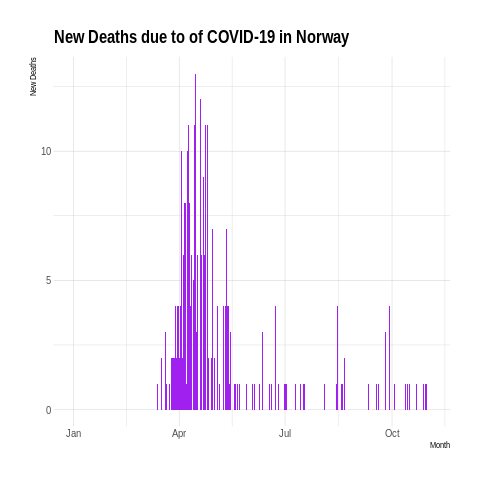 New Deaths due to of COVID-19 in Norway
New Deaths
10
5
0
Jan Apr Jul Oct
Month